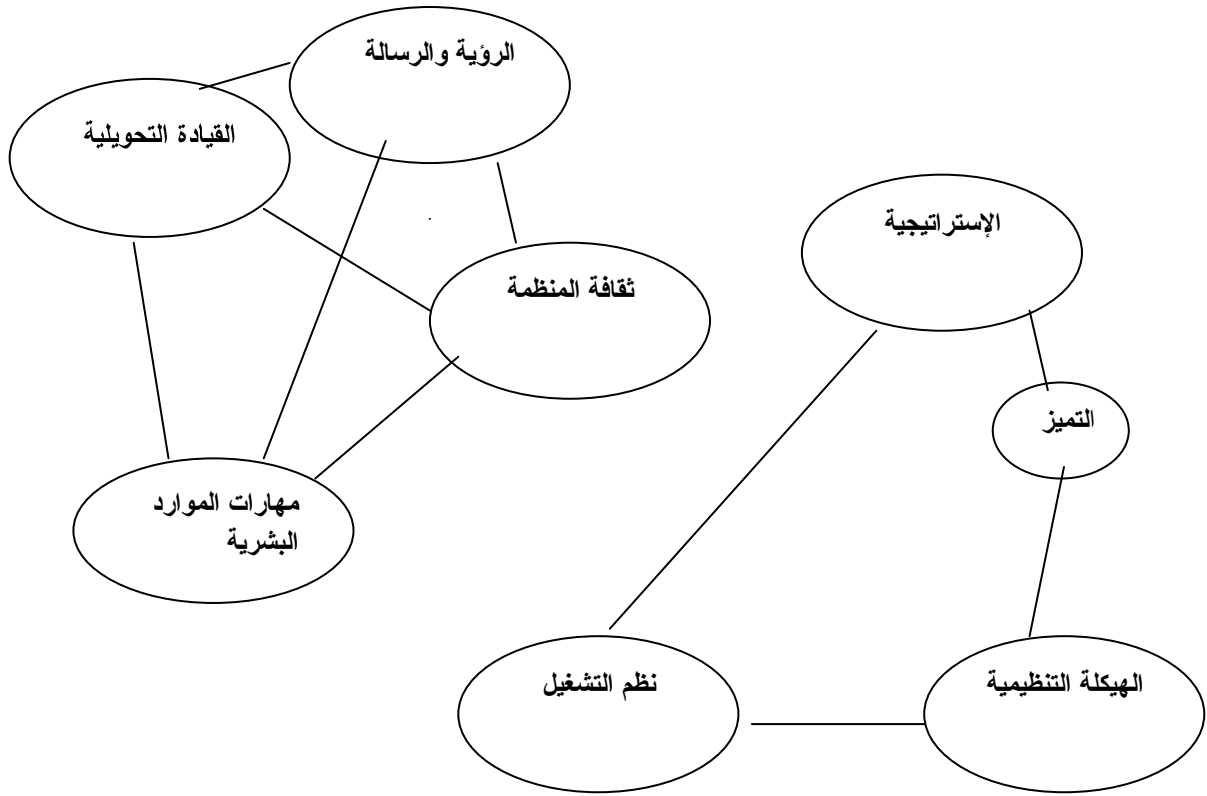 الرؤية والرسالة
القيادة التحويلية
الإستراتيجية
ثقافة المنظمة
التميز
مهارات الموارد
البشرية
الهيكلة التنظيمية
نظم التشغيل